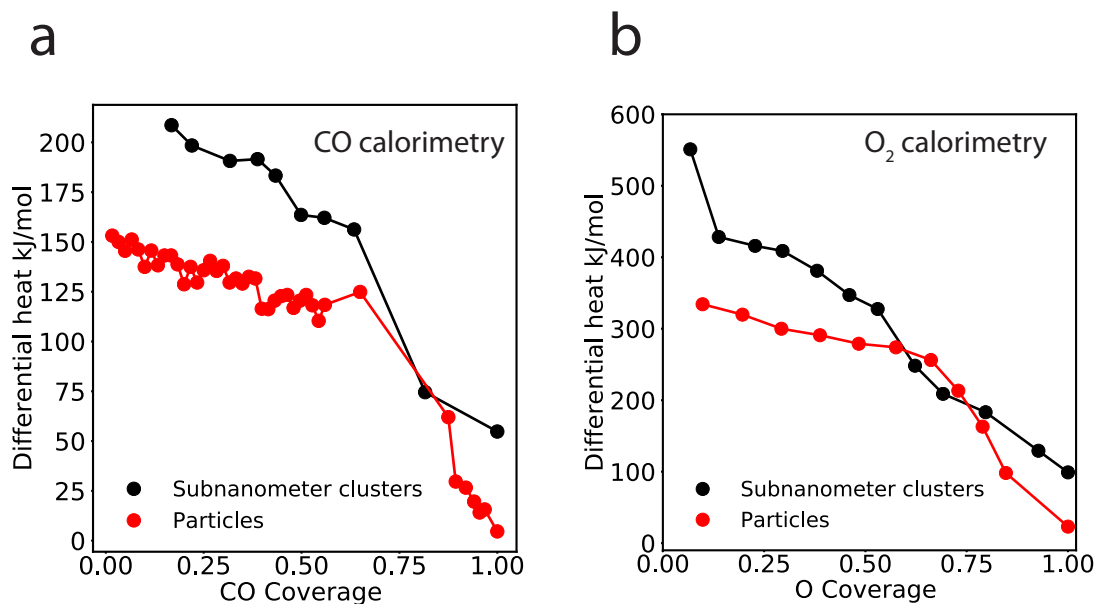 a
CO calorimetry
Differential heat kJ/mol
200
175
150
125
100
75
50
25
0
Subnanometer clusters
Particles
0.00 0.25 0.50 0.75 1.00
CO Coverage
b
O₂ calorimetry
Differential heat kJ/mol
600
500
400
300
200
100
0
Subnanometer clusters
Particles
0.00 0.25 0.50 0.75 1.00
O Coverage